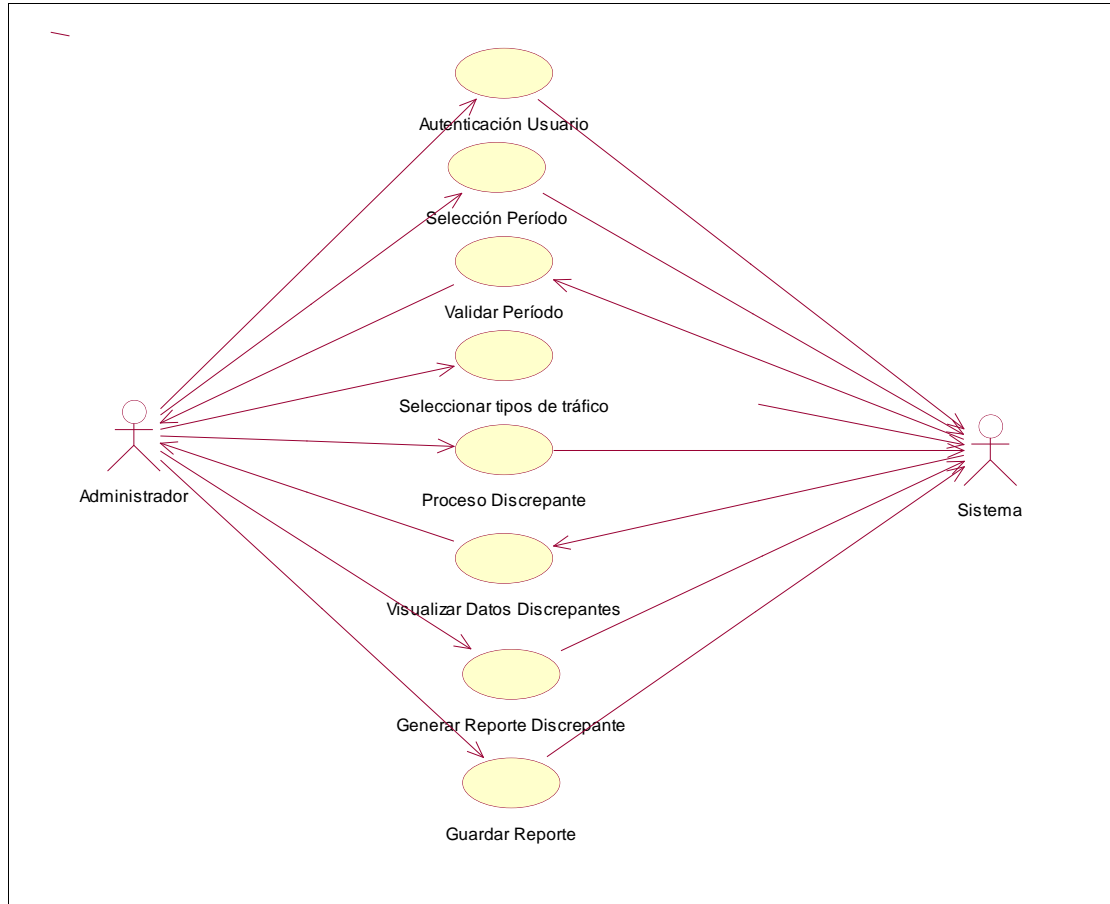 Autenticación Usuario
Selección Período
Validar Período
Seleccionar tipos de tráfico
Administrador
Proceso Discrepante
Sistema
Visualizar Datos Discrepantes
Generar Reporte Discrepante
Guardar Reporte